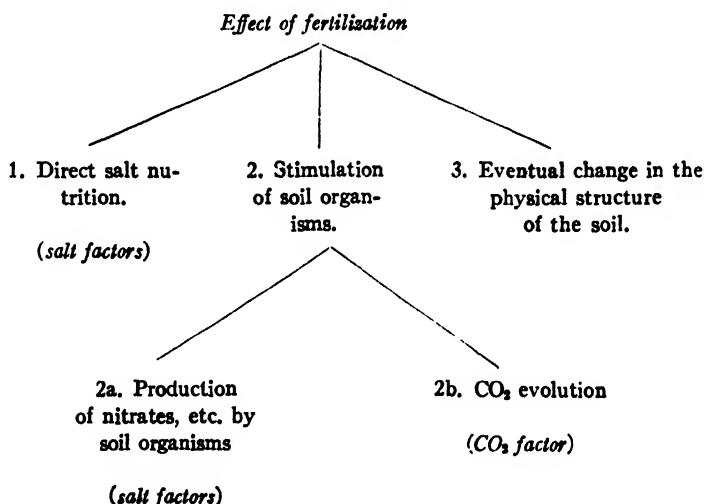 Effect of fertilization
1. Direct salt nu-
trition.
(salt factors)
2. Stimulation
of soil organ-
isms.
3. Eventual change in the
physical structure
of the soil.
2a. Production
of nitrates, etc. by
soil organisms
(salt factors)
2b. CO₂ evolution
(CO₂ factor)